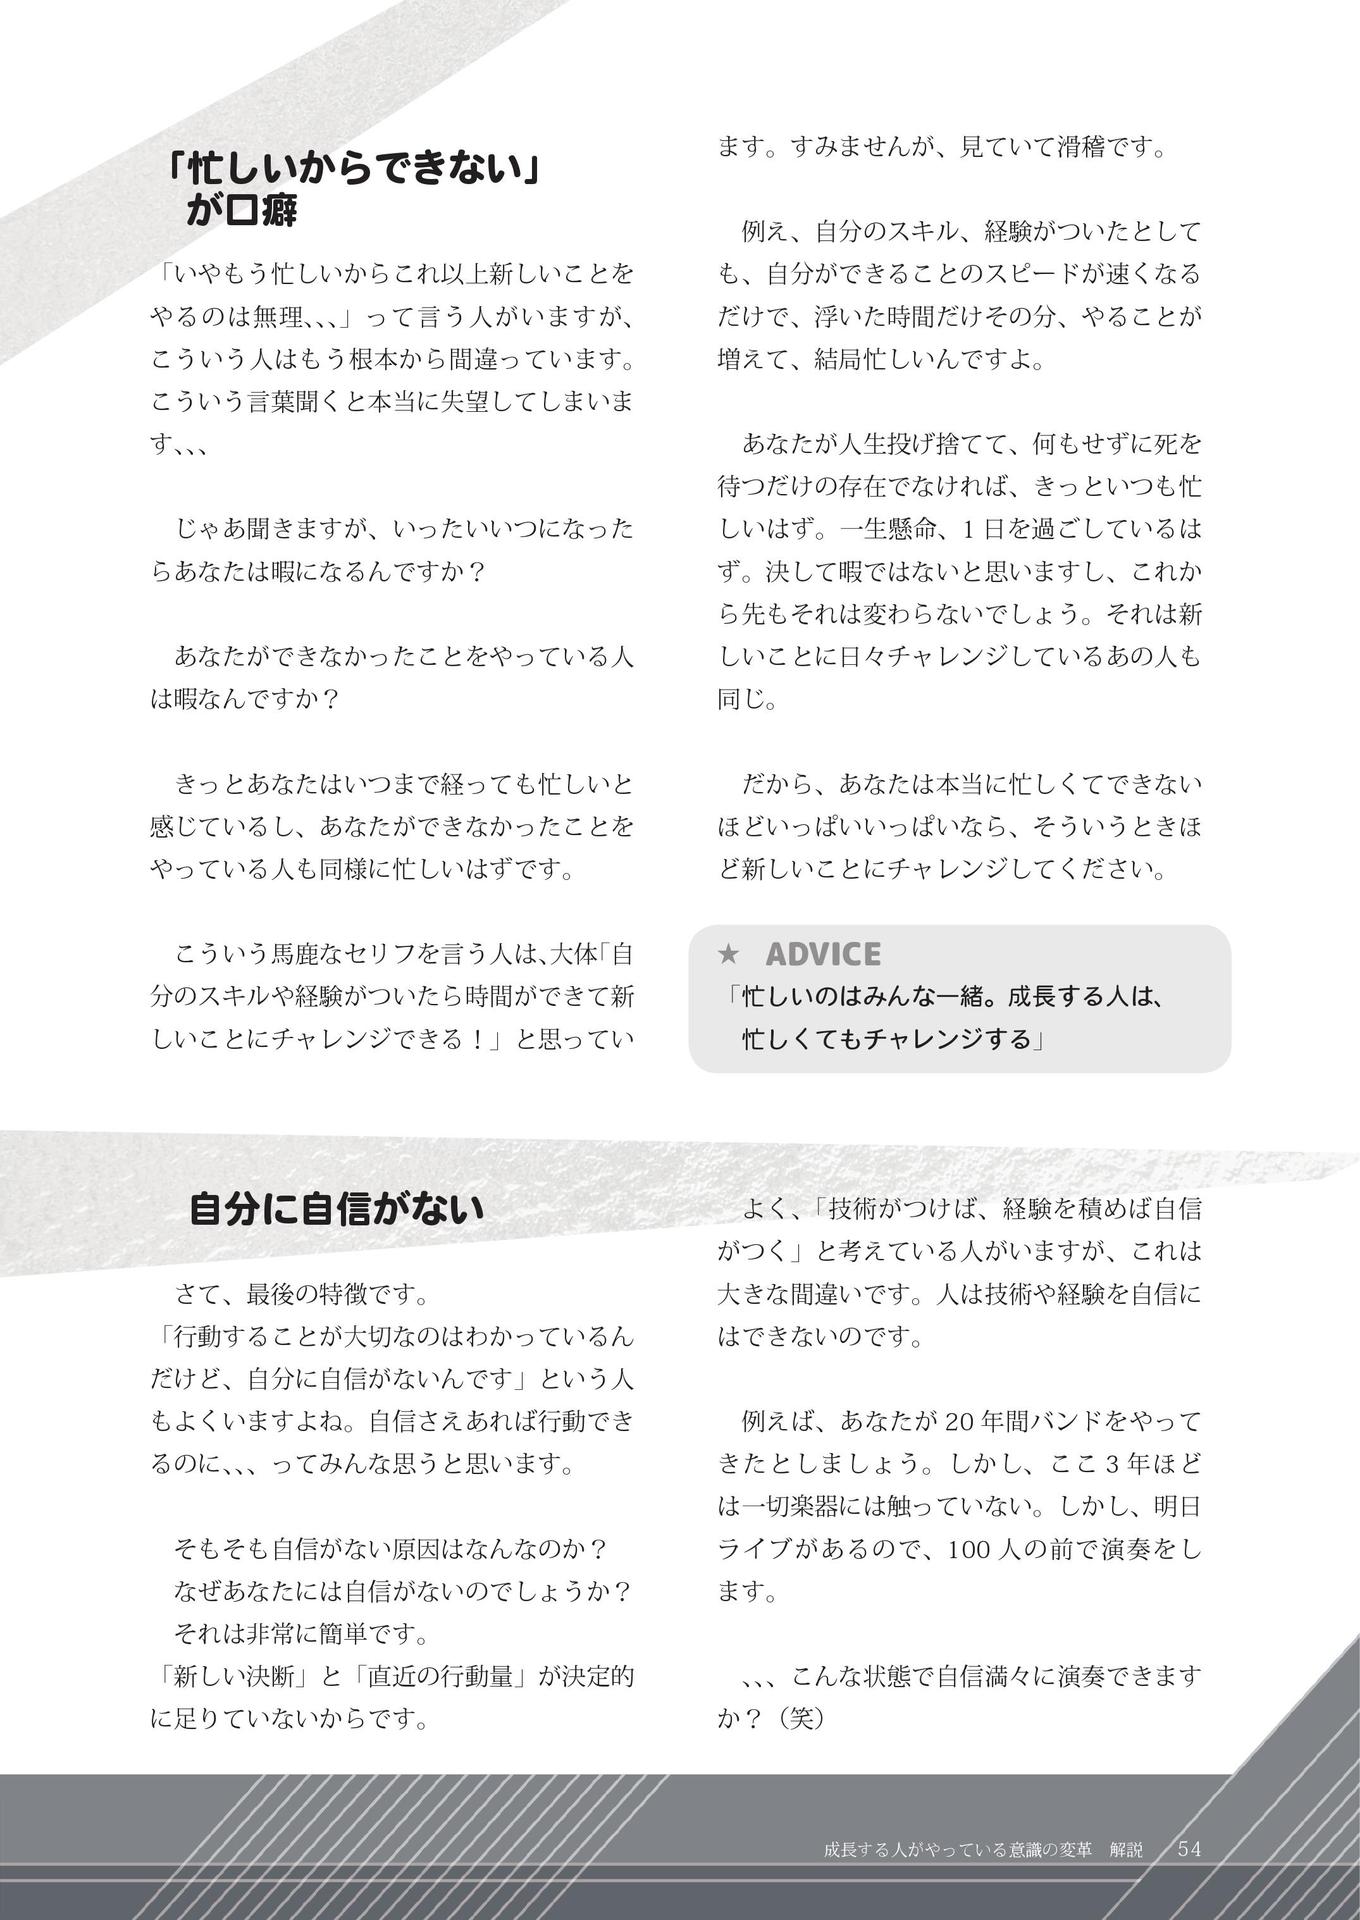 「忙しいからできない」
が口癖
「いやもう忙しいからこれ以上新しいことを
やるのは無理、、、」って言う人がいますが、
こういう人はもう根本から間違っています。
こういう言葉聞くと本当に失望してしまいま
す、、、
じゃあ聞きますが、いったいいつになった
らあなたは暇になるんですか？
あなたができなかったことをやっている人
は暇なんですか？
きっとあなたはいつまで経っても忙しいと
感じているし、あなたができなかったことを
やっている人も同様に忙しいはずです。
こういう馬鹿なセリフを言う人は、大体「自
分のスキルや経験がついたら時間ができて新
しいことにチャレンジできる！」と思ってい
ます。すみませんが、見ていて滑稽です。
例え、自分のスキル、経験がついたとして
も、自分ができることのスピードが速くなる
だけで、浮いた時間だけその分、やることが
増えて、結局忙しいんですよ。
あなたが人生投げ捨てて、何もせずに死を
待つだけの存在でなければ、きっといつも忙
しいはず。一生懸命、1 日を過ごしているは
ず。決して暇ではないと思いますし、これか
ら先もそれは変わらないでしょう。それは新
しいことに日々チャレンジしているあの人も
同じ。
だから、あなたは本当に忙しくてできない
ほどいっぱいいっぱいなら、そういうときほ
ど新しいことにチャレンジしてください。
★ ADVICE
「忙しいのはみんな一緒。成長する人は、
忙しくてもチャレンジする」
自分に自信がない
さて、最後の特徴です。
「行動することが大切なのはわかっているん
だけど、自分に自信がないんです」という人
もよくいますよね。自信さえあれば行動でき
るのに、、、ってみんな思うと思います。
そもそも自信がない原因はなんなのか？
なぜあなたには自信がないのでしょうか？
それは非常に簡単です。
「新しい決断」と「直近の行動量」が決定的
に足りていないからです。
よく、「技術がつけば、経験を積めば自信
がつく」と考えている人がいますが、これは
大きな間違いです。人は技術や経験を自信に
はできないのです。
例えば、あなたが 20 年間バンドをやって
きたとしましょう。しかし、ここ 3 年ほど
は一切楽器には触っていない。しかし、明日
ライブがあるので、100 人の前で演奏をし
ます。
、、、こんな状態で自信満々に演奏できます
か？（笑）
成長する人がやっている意識の変革　解説　54